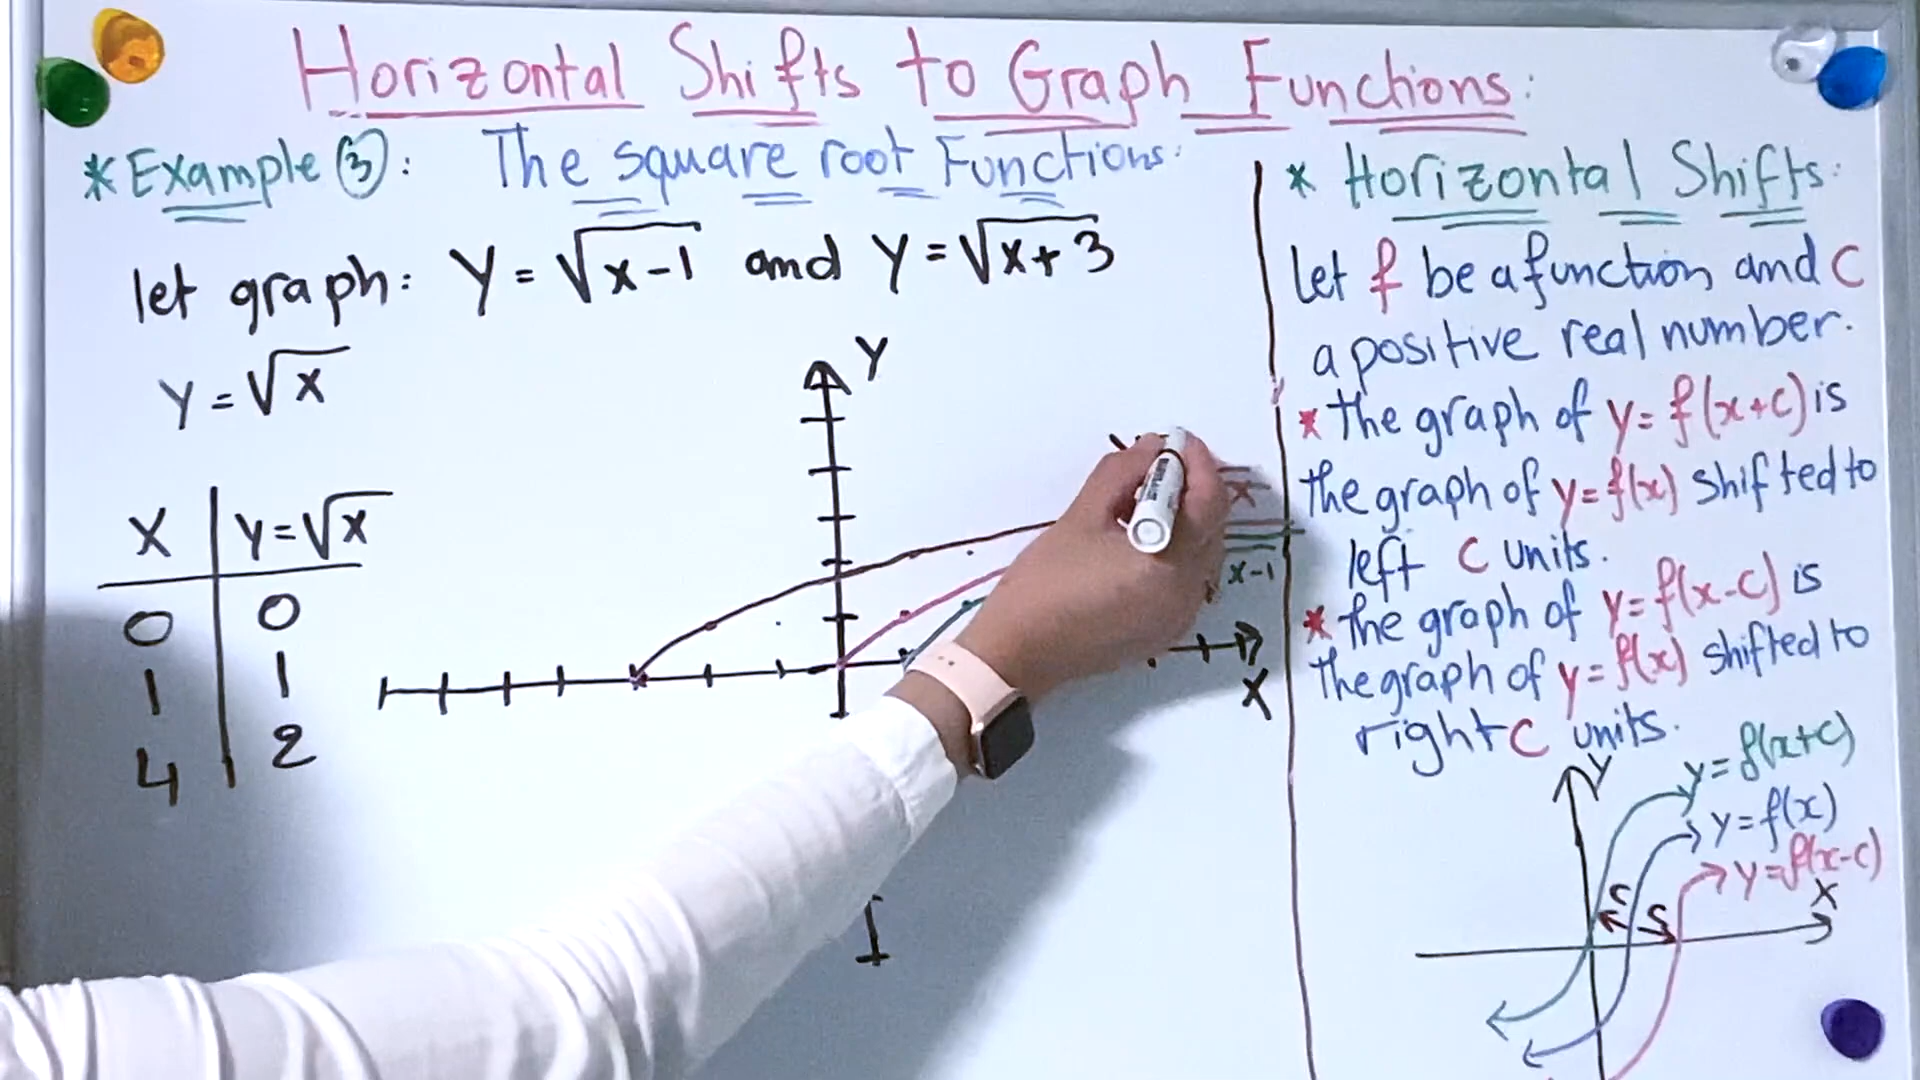 Horizontal Shifts to Graph Functions:
* Example ③: The square root Functions:
let graph: Y = √x-1 and Y = √x+3
Y = √x
X Y = √x
0 0
1 1
4 2
Y
x
x-1
X
* Horizontal Shifts:
Let f be a function and C
a positive real number.
* the graph of y = f(x+c) is
the graph of y = f(x) shifted to
left C units.
* the graph of y = f(x-c) is
the graph of y = f(x) shifted to
right C units.
y = f(x+c)
Y
y = f(x)
y = f(x-c)
X
C C